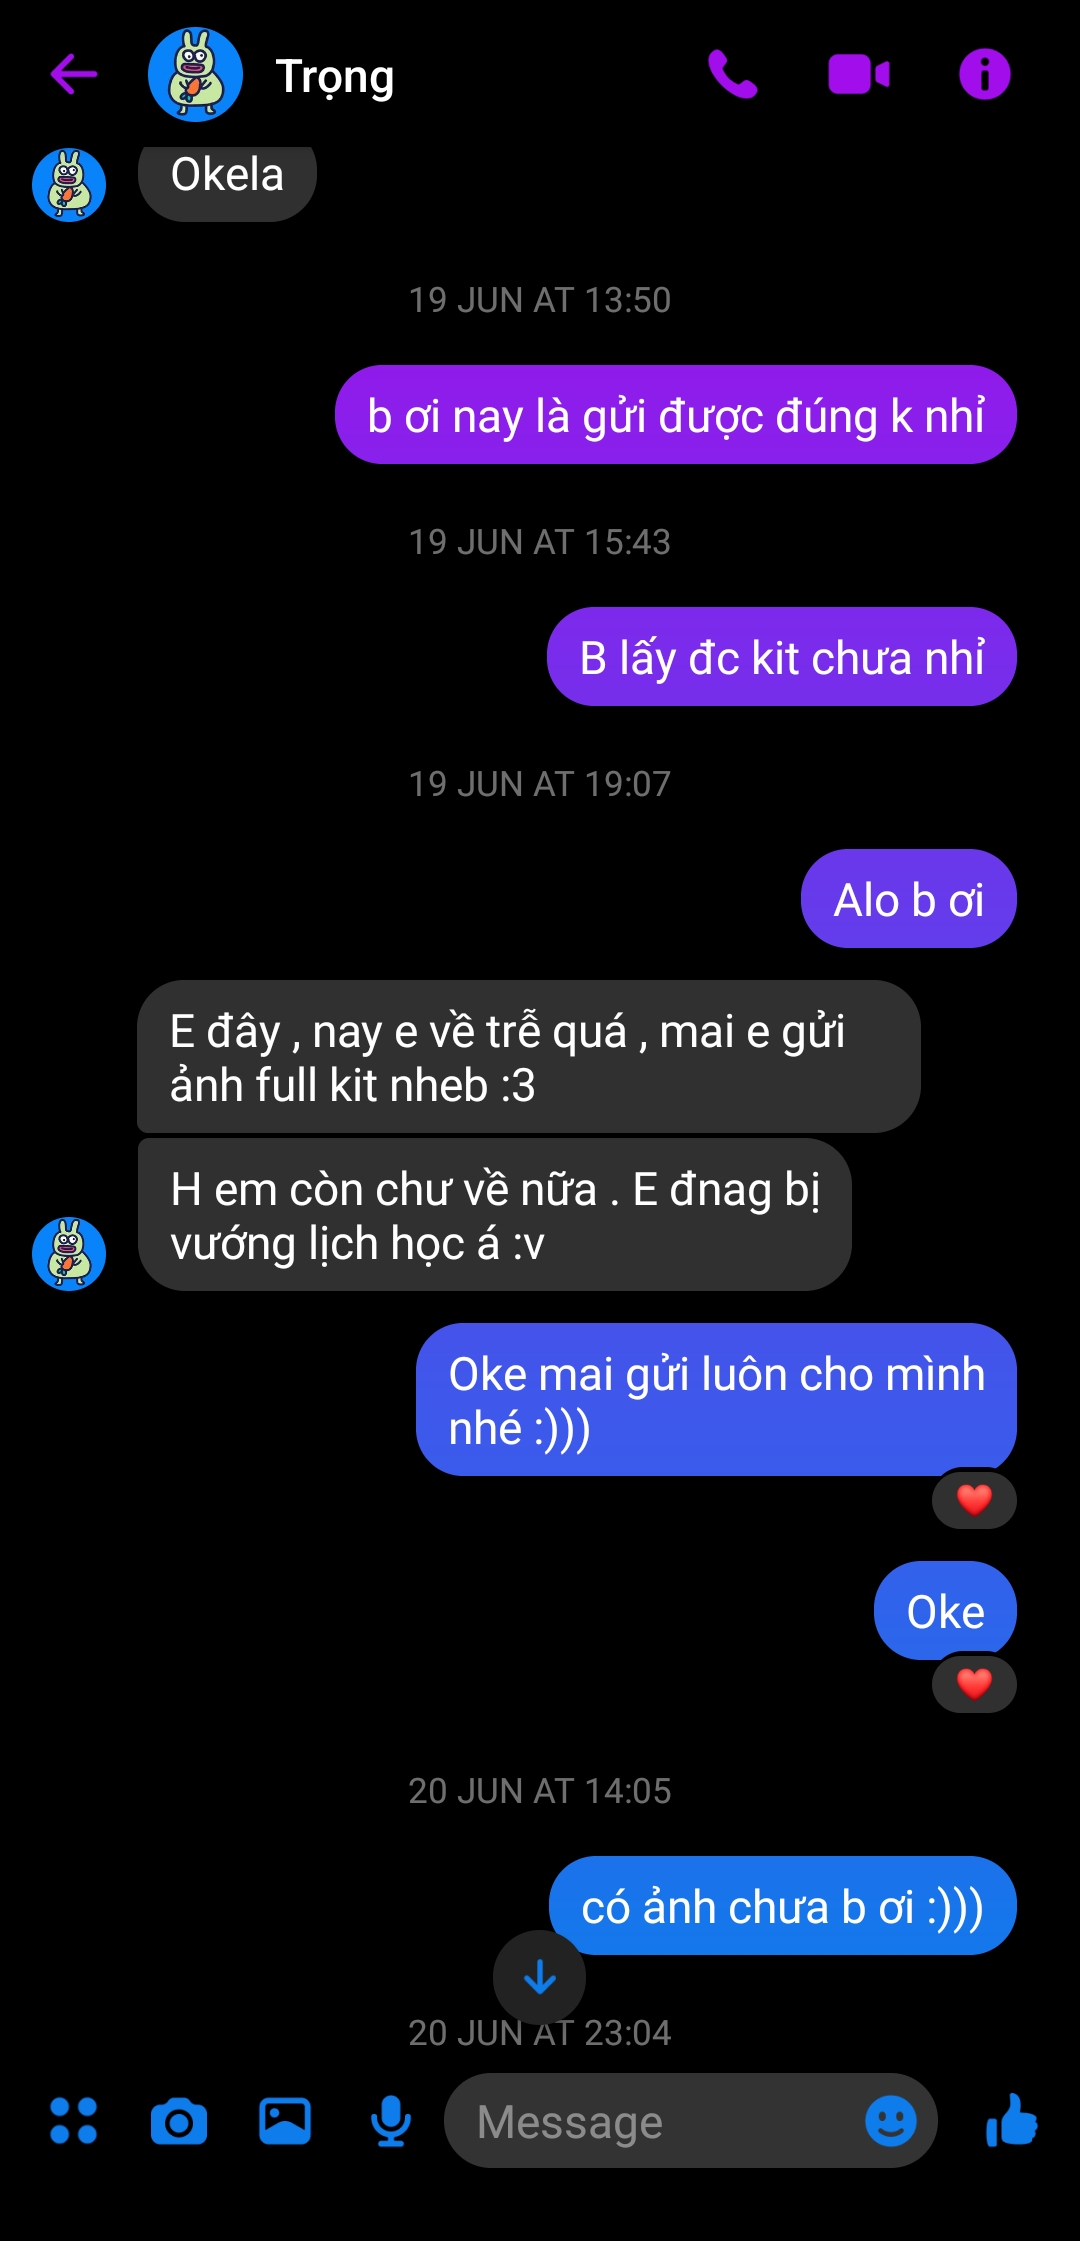 Trọng
Okela
19 JUN AT 13:50
b ơi nay là gửi được đúng k nhỉ
19 JUN AT 15:43
B lấy đc kit chưa nhỉ
19 JUN AT 19:07
Alo b ơi
E đây , nay e về trễ quá , mai e gửi
ảnh full kit nheb :3
H em còn chư về nữa . E đnag bị
vướng lịch học á :v
Oke mai gửi luôn cho mình
nhé :)))
Oke
20 JUN AT 14:05
có ảnh chưa b ơi :)))
20 JUN AT 23:04
Message